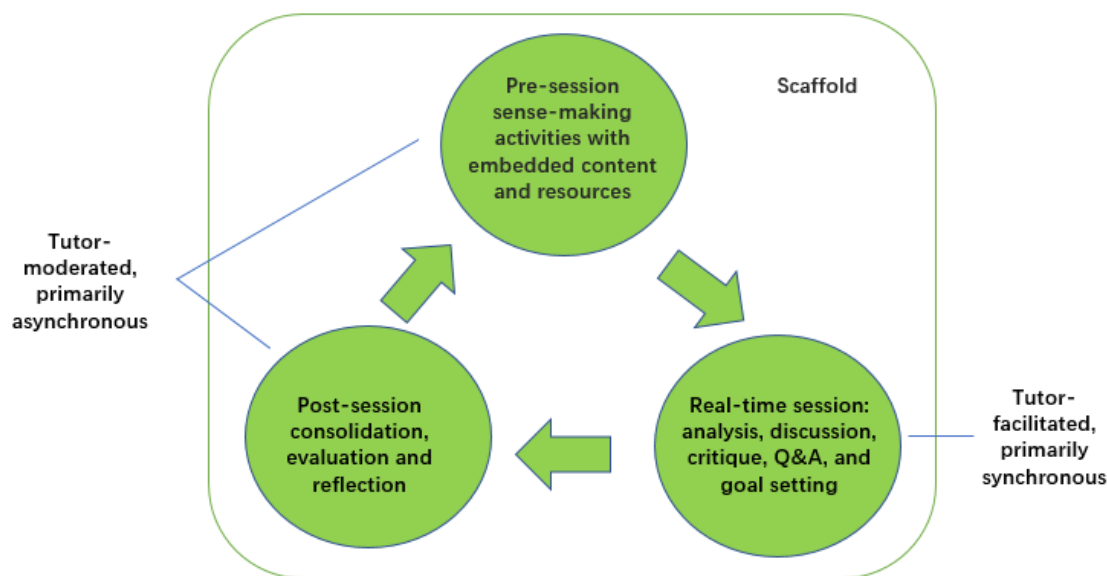 Pre-session
sense-making
activities with
embedded content
and resources
Scaffold
Tutor-
moderated,
primarily
asynchronous
Post-session
consolidation,
evaluation and
reflection
Real-time session:
analysis, discussion,
critique, Q&A, and
goal setting
Tutor-
facilitated,
primarily
synchronous